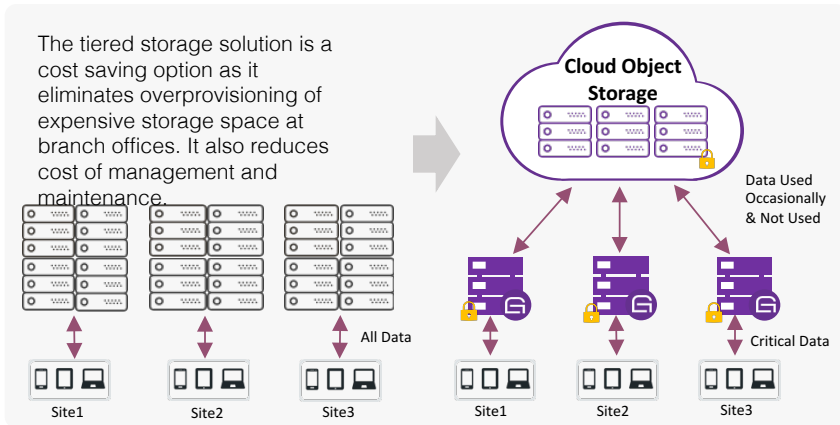 The tiered storage solution is a
cost saving option as it
eliminates overprovisioning of
expensive storage space at
branch offices. It also reduces
cost of management and
maintenance.
Cloud Object
Storage
Data Used
Occasionally
& Not Used
All Data
Critical Data
Site1
Site2
Site3
Site1
Site2
Site3